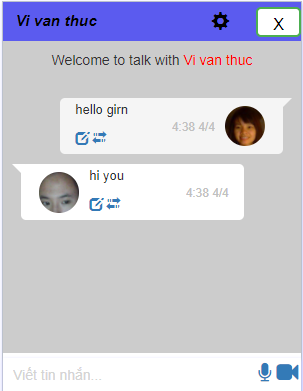 Vi van thuc
X
Welcome to talk with Vi van thuc
hello girn
4:38 4/4
hi you
4:38 4/4
Viết tin nhắn...